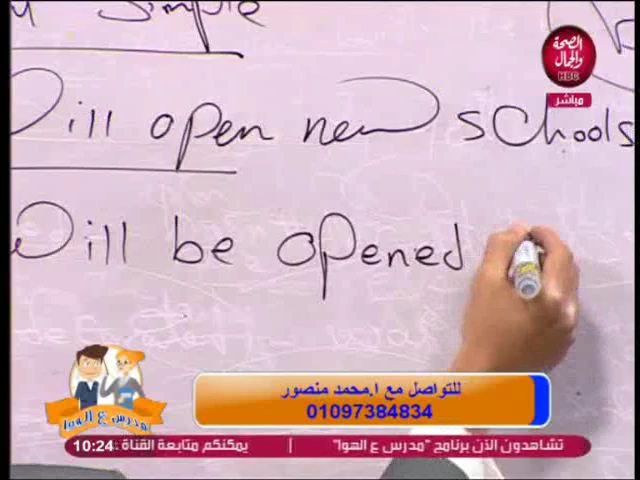 Simple
الصحة
والجمال
HBC
مباشر
Will open new schools
Will be opened
للتواصل مع ا.محمد منصور
01097384834
مدرس ع الهوا
10:24
تشاهدون الآن برنامج "مدرس ع الهوا" | يمكنكم متابعة القناة